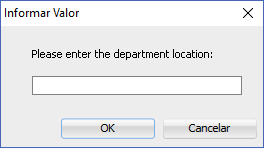 Informar Valor
Please enter the department location:
OK
Cancelar